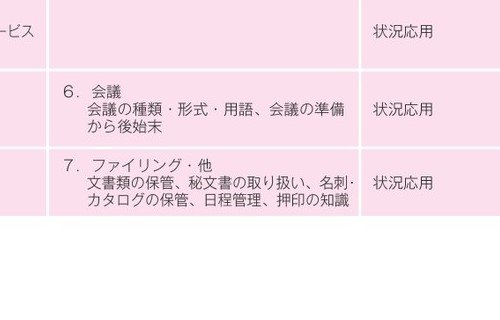 ービス
状況応用
６．会議
会議の種類・形式・用語、会議の準備
から後始末
状況応用
７．ファイリング・他
文書類の保管、秘文書の取り扱い、名刺・
カタログの保管、日程管理、押印の知識
状況応用